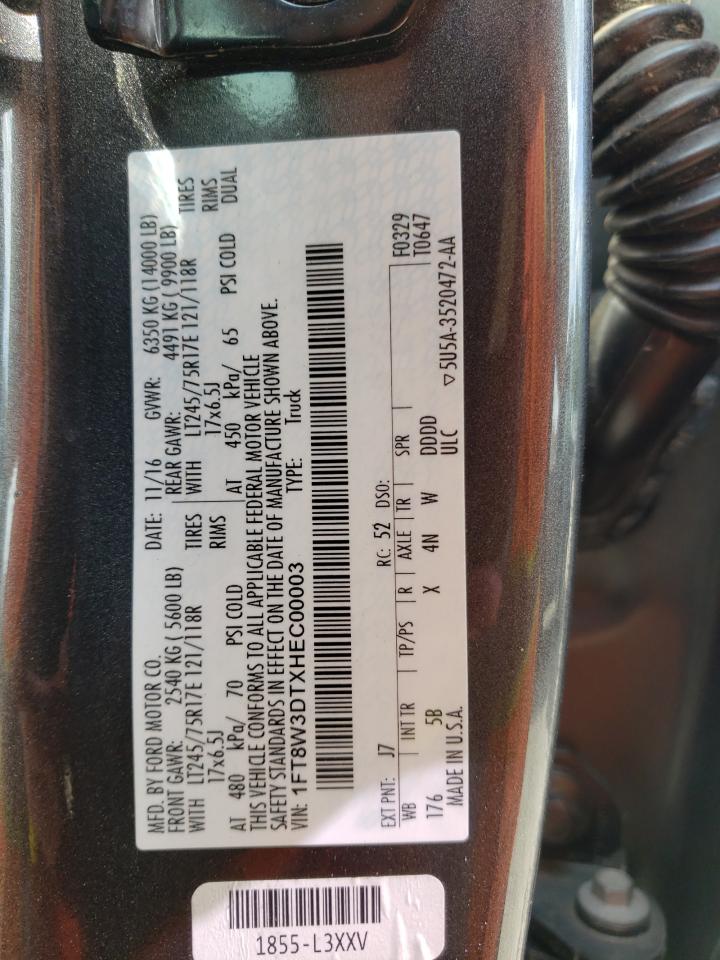 MFD. BY FORD MOTOR CO.
DATE: 11/16 GVWR: 6350 KG (14000 LB)
FRONT GAWR: 2540 KG ( 5600 LB)
REAR GAWR: 4491 KG ( 9900 LB)
WITH LT245/75R17E 121/118R TIRES
WITH LT245/75R17E 121/118R TIRES
17x6.5J RIMS
17x6.5J RIMS
AT 480 kPa/ 70 PSI COLD
AT 450 kPa/ 65 PSI COLD DUAL
THIS VEHICLE CONFORMS TO ALL APPLICABLE FEDERAL MOTOR VEHICLE
SAFETY STANDARDS IN EFFECT ON THE DATE OF MANUFACTURE SHOWN ABOVE.
VIN: 1FT8W3DTXHEC00003 TYPE: Truck
EXT PNT: J7 RC: 52 DSO: F0329
WB INT TR TP/PS R AXLE TR SPR T0647
176 5B X 4N W DDDD
MADE IN U.S.A. ULC ▽5U5A-3520472-AA
1855-L3XXV